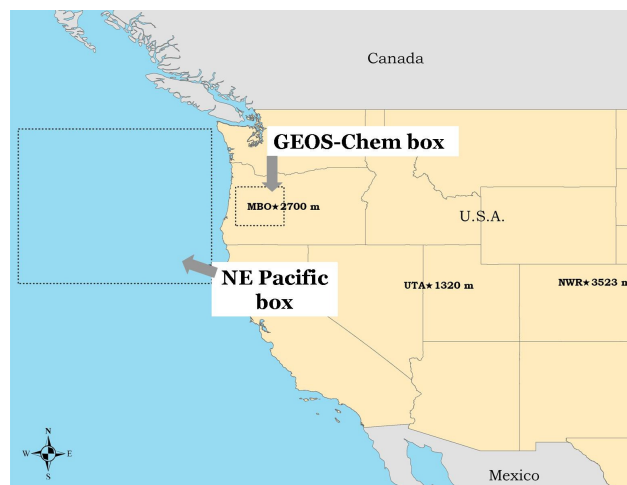 Canada
GEOS-Chem box
MBO★2700 m
U.S.A.
NE Pacific
box
UTA★1320 m
NWR★3523 m
N
W
E
S
Mexico